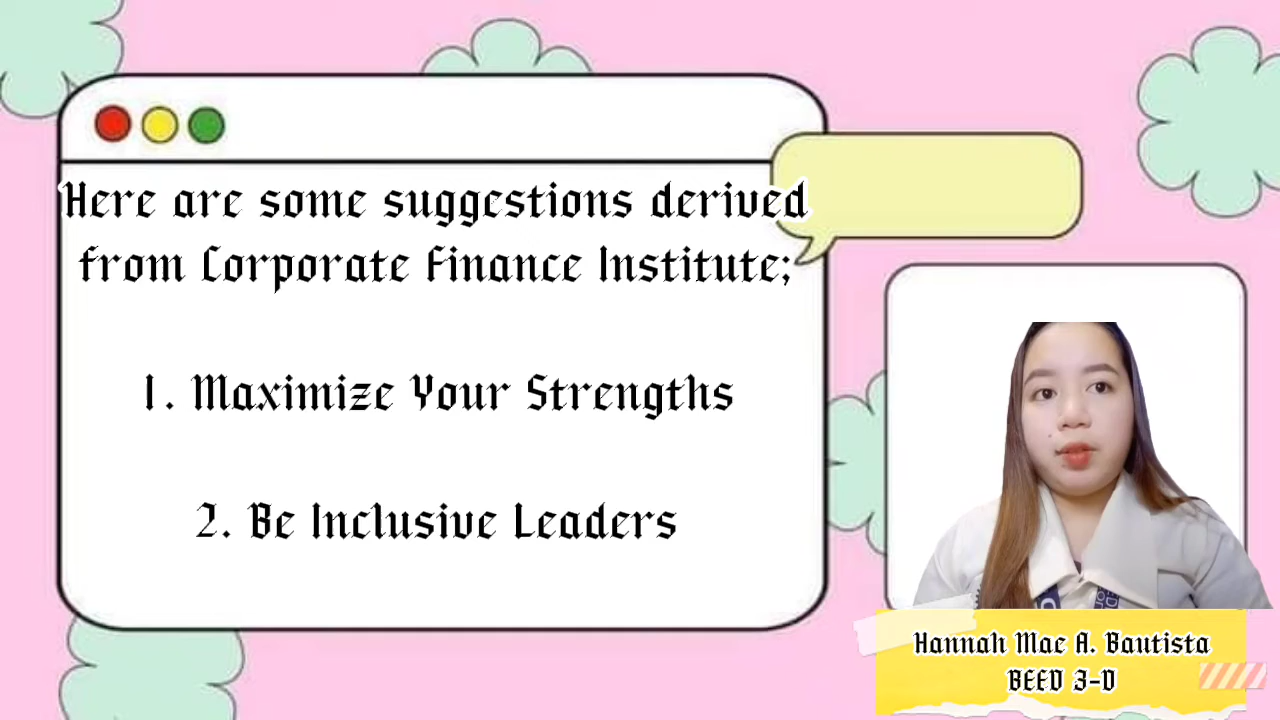 Here are some suggestions derived
from Corporate Finance Institute;
1. Maximize Your Strengths
2. Be Inclusive Leaders
Hannah Mae A. Bautista
BEED 3-D